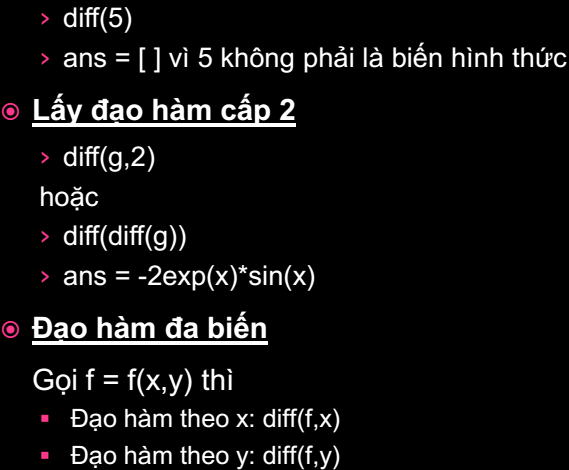 › diff(5)
› ans = [ ] vì 5 không phải là biến hình thức
Lấy đạo hàm cấp 2
› diff(g,2)
hoặc
› diff(diff(g))
› ans = -2exp(x)*sin(x)
Đạo hàm đa biến
Gọi f = f(x,y) thì
▪ Đạo hàm theo x: diff(f,x)
▪ Đạo hàm theo y: diff(f,y)